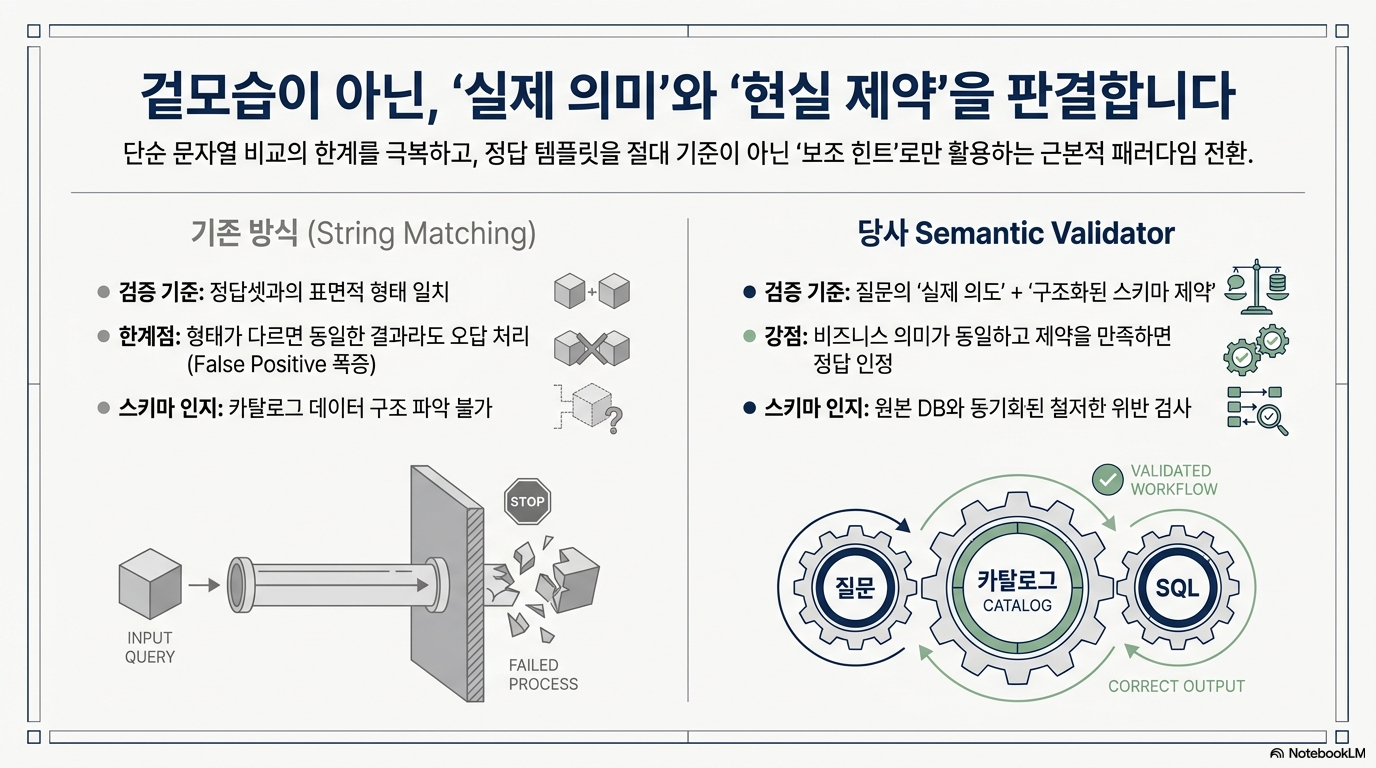 겉모습이 아닌, ‘실제 의미’와 ‘현실 제약’을 판결합니다
단순 문자열 비교의 한계를 극복하고, 정답 템플릿을 절대 기준이 아닌 ‘보조 힌트’로만 활용하는 근본적 패러다임 전환.
기존 방식 (String Matching)
검증 기준: 정답셋과의 표면적 형태 일치
한계점: 형태가 다르면 동일한 결과라도 오답 처리
(False Positive 폭증)
스키마 인지: 카탈로그 데이터 구조 파악 불가
STOP
INPUT
QUERY
FAILED
PROCESS
당사 Semantic Validator
검증 기준: 질문의 ‘실제 의도’ + ‘구조화된 스키마 제약’
강점: 비즈니스 의미가 동일하고 제약을 만족하면
정답 인정
스키마 인지: 원본 DB와 동기화된 철저한 위반 검사
VALIDATED
WORKFLOW
질문
카탈로그
CATALOG
SQL
CORRECT OUTPUT
NotebookLM